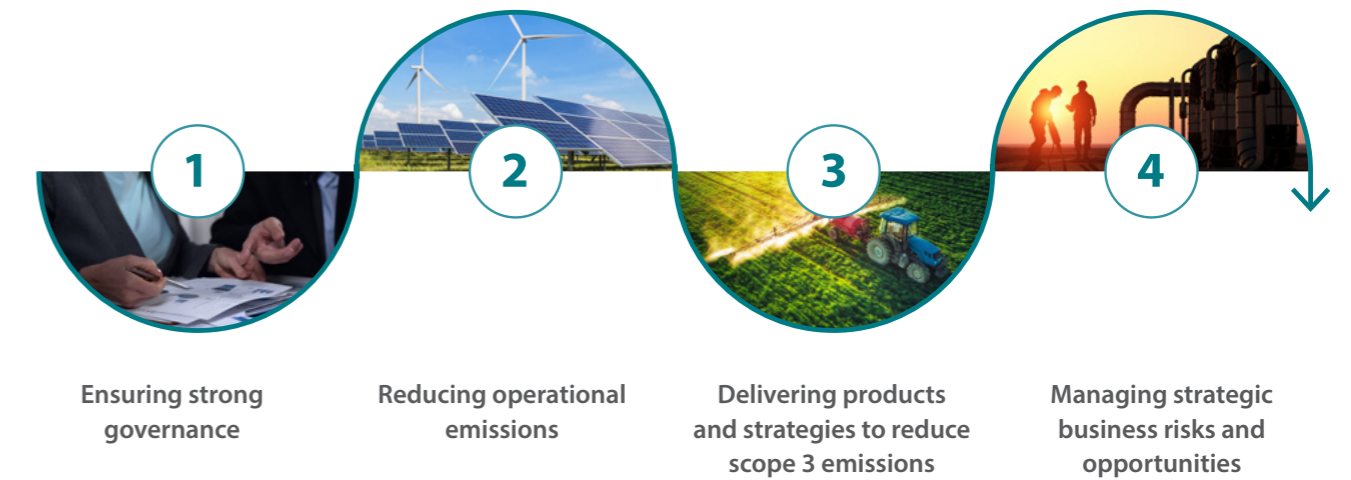 1
2
3
4
Ensuring strong
governance
Reducing operational
emissions
Delivering products
and strategies to reduce
scope 3 emissions
Managing strategic
business risks and
opportunities